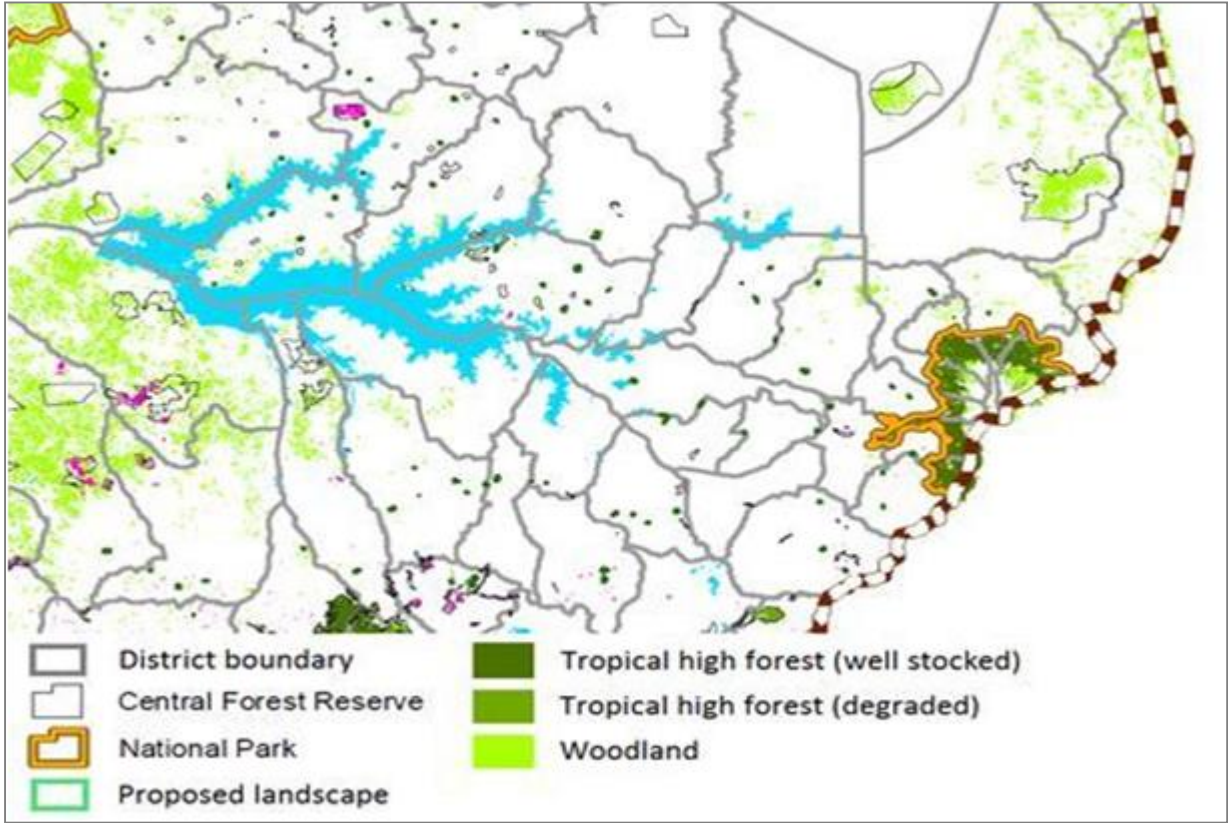 District boundary
Central Forest Reserve
National Park
Proposed landscape
Tropical high forest (well stocked)
Tropical high forest (degraded)
Woodland